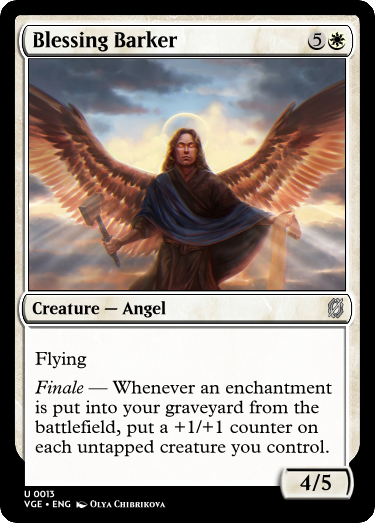 Blessing Barker 5
Creature — Angel
Flying
Finale — Whenever an enchantment
is put into your graveyard from the
battlefield, put a +1/+1 counter on
each untapped creature you control.
4/5
U 0013
VGE • ENG Olya Chibrikova